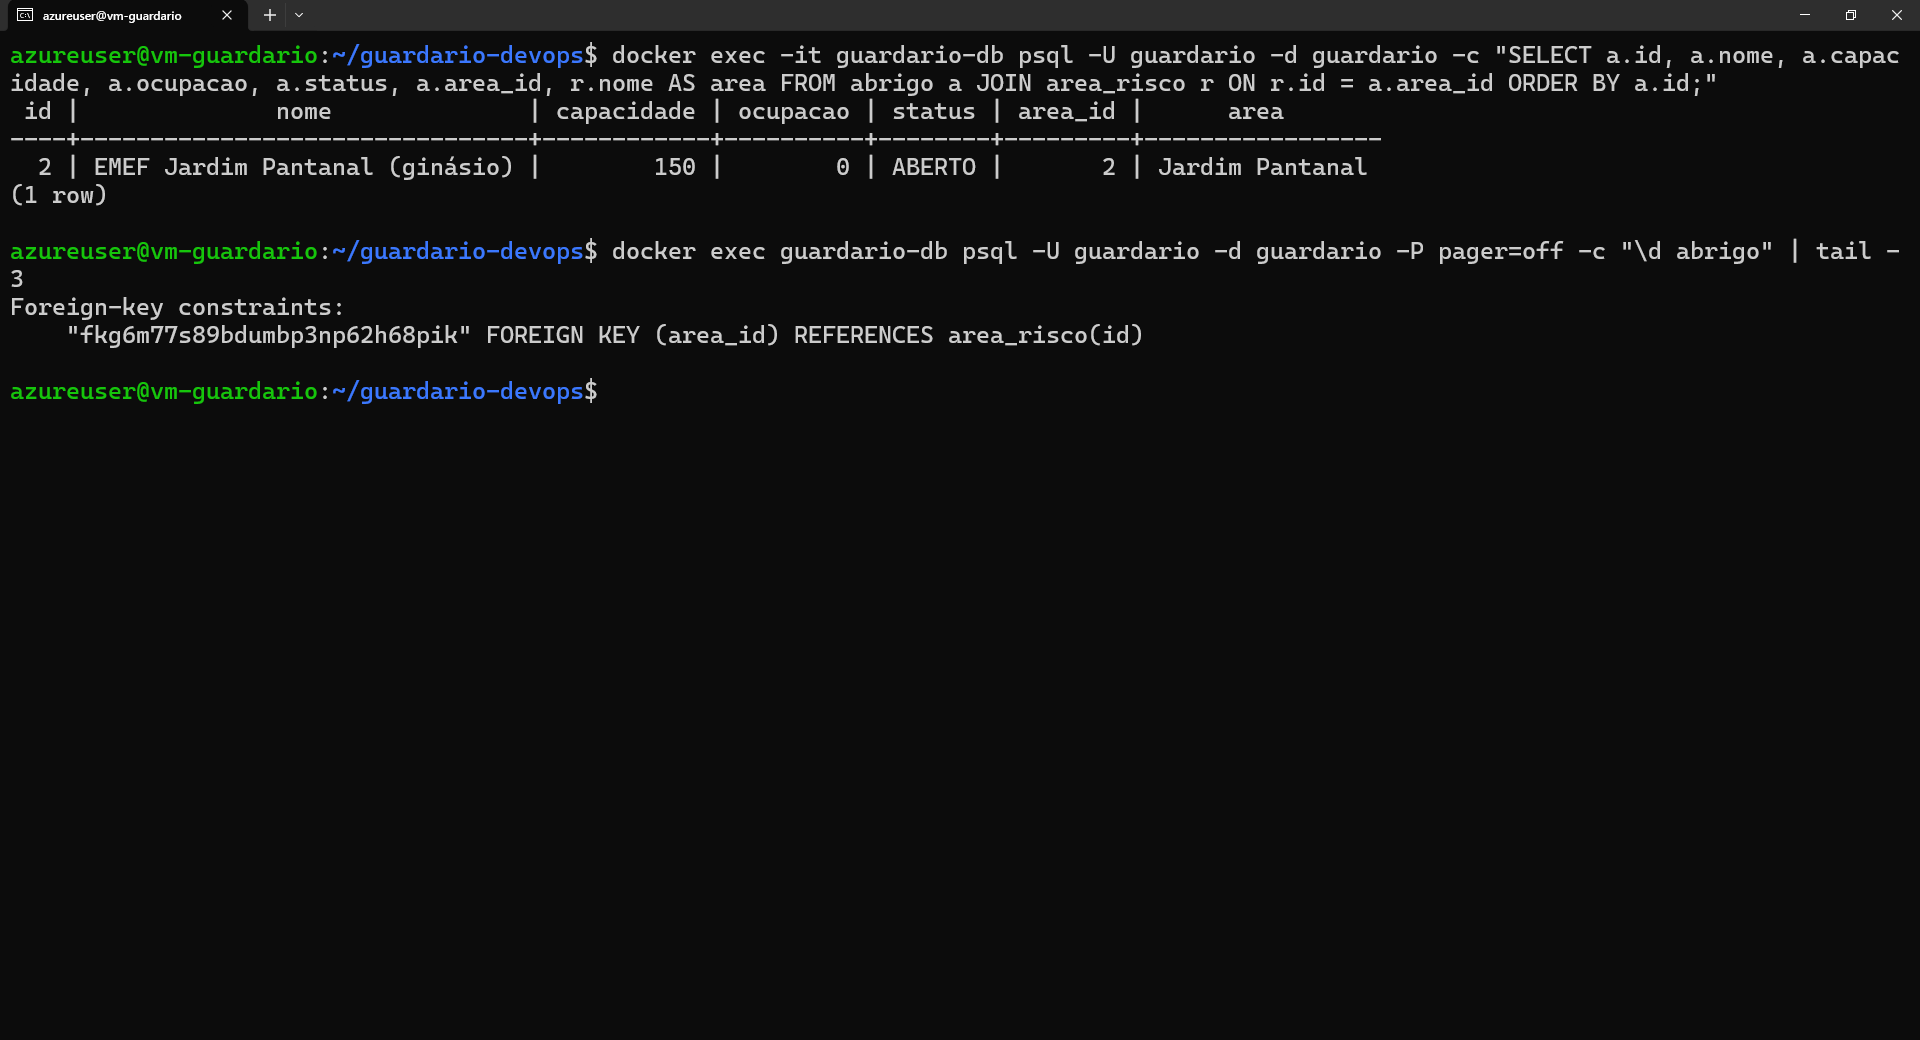 azureuser@vm-guardario
azureuser@vm-guardario:~/guardario-devops$ docker exec -it guardario-db psql -U guardario -d guardario -c "SELECT a.id, a.nome, a.capac
idade, a.ocupacao, a.status, a.area_id, r.nome AS area FROM abrigo a JOIN area_risco r ON r.id = a.area_id ORDER BY a.id;"
 id |              nome              | capacidade | ocupacao | status | area_id |      area
----+--------------------------------+------------+----------+--------+---------+-----------------
  2 | EMEF Jardim Pantanal (ginásio) |        150 |        0 | ABERTO |       2 | Jardim Pantanal
(1 row)
azureuser@vm-guardario:~/guardario-devops$ docker exec guardario-db psql -U guardario -d guardario -P pager=off -c "\d abrigo" | tail -
3
Foreign-key constraints:
    "fkg6m77s89bdumbp3np62h68pik" FOREIGN KEY (area_id) REFERENCES area_risco(id)
azureuser@vm-guardario:~/guardario-devops$